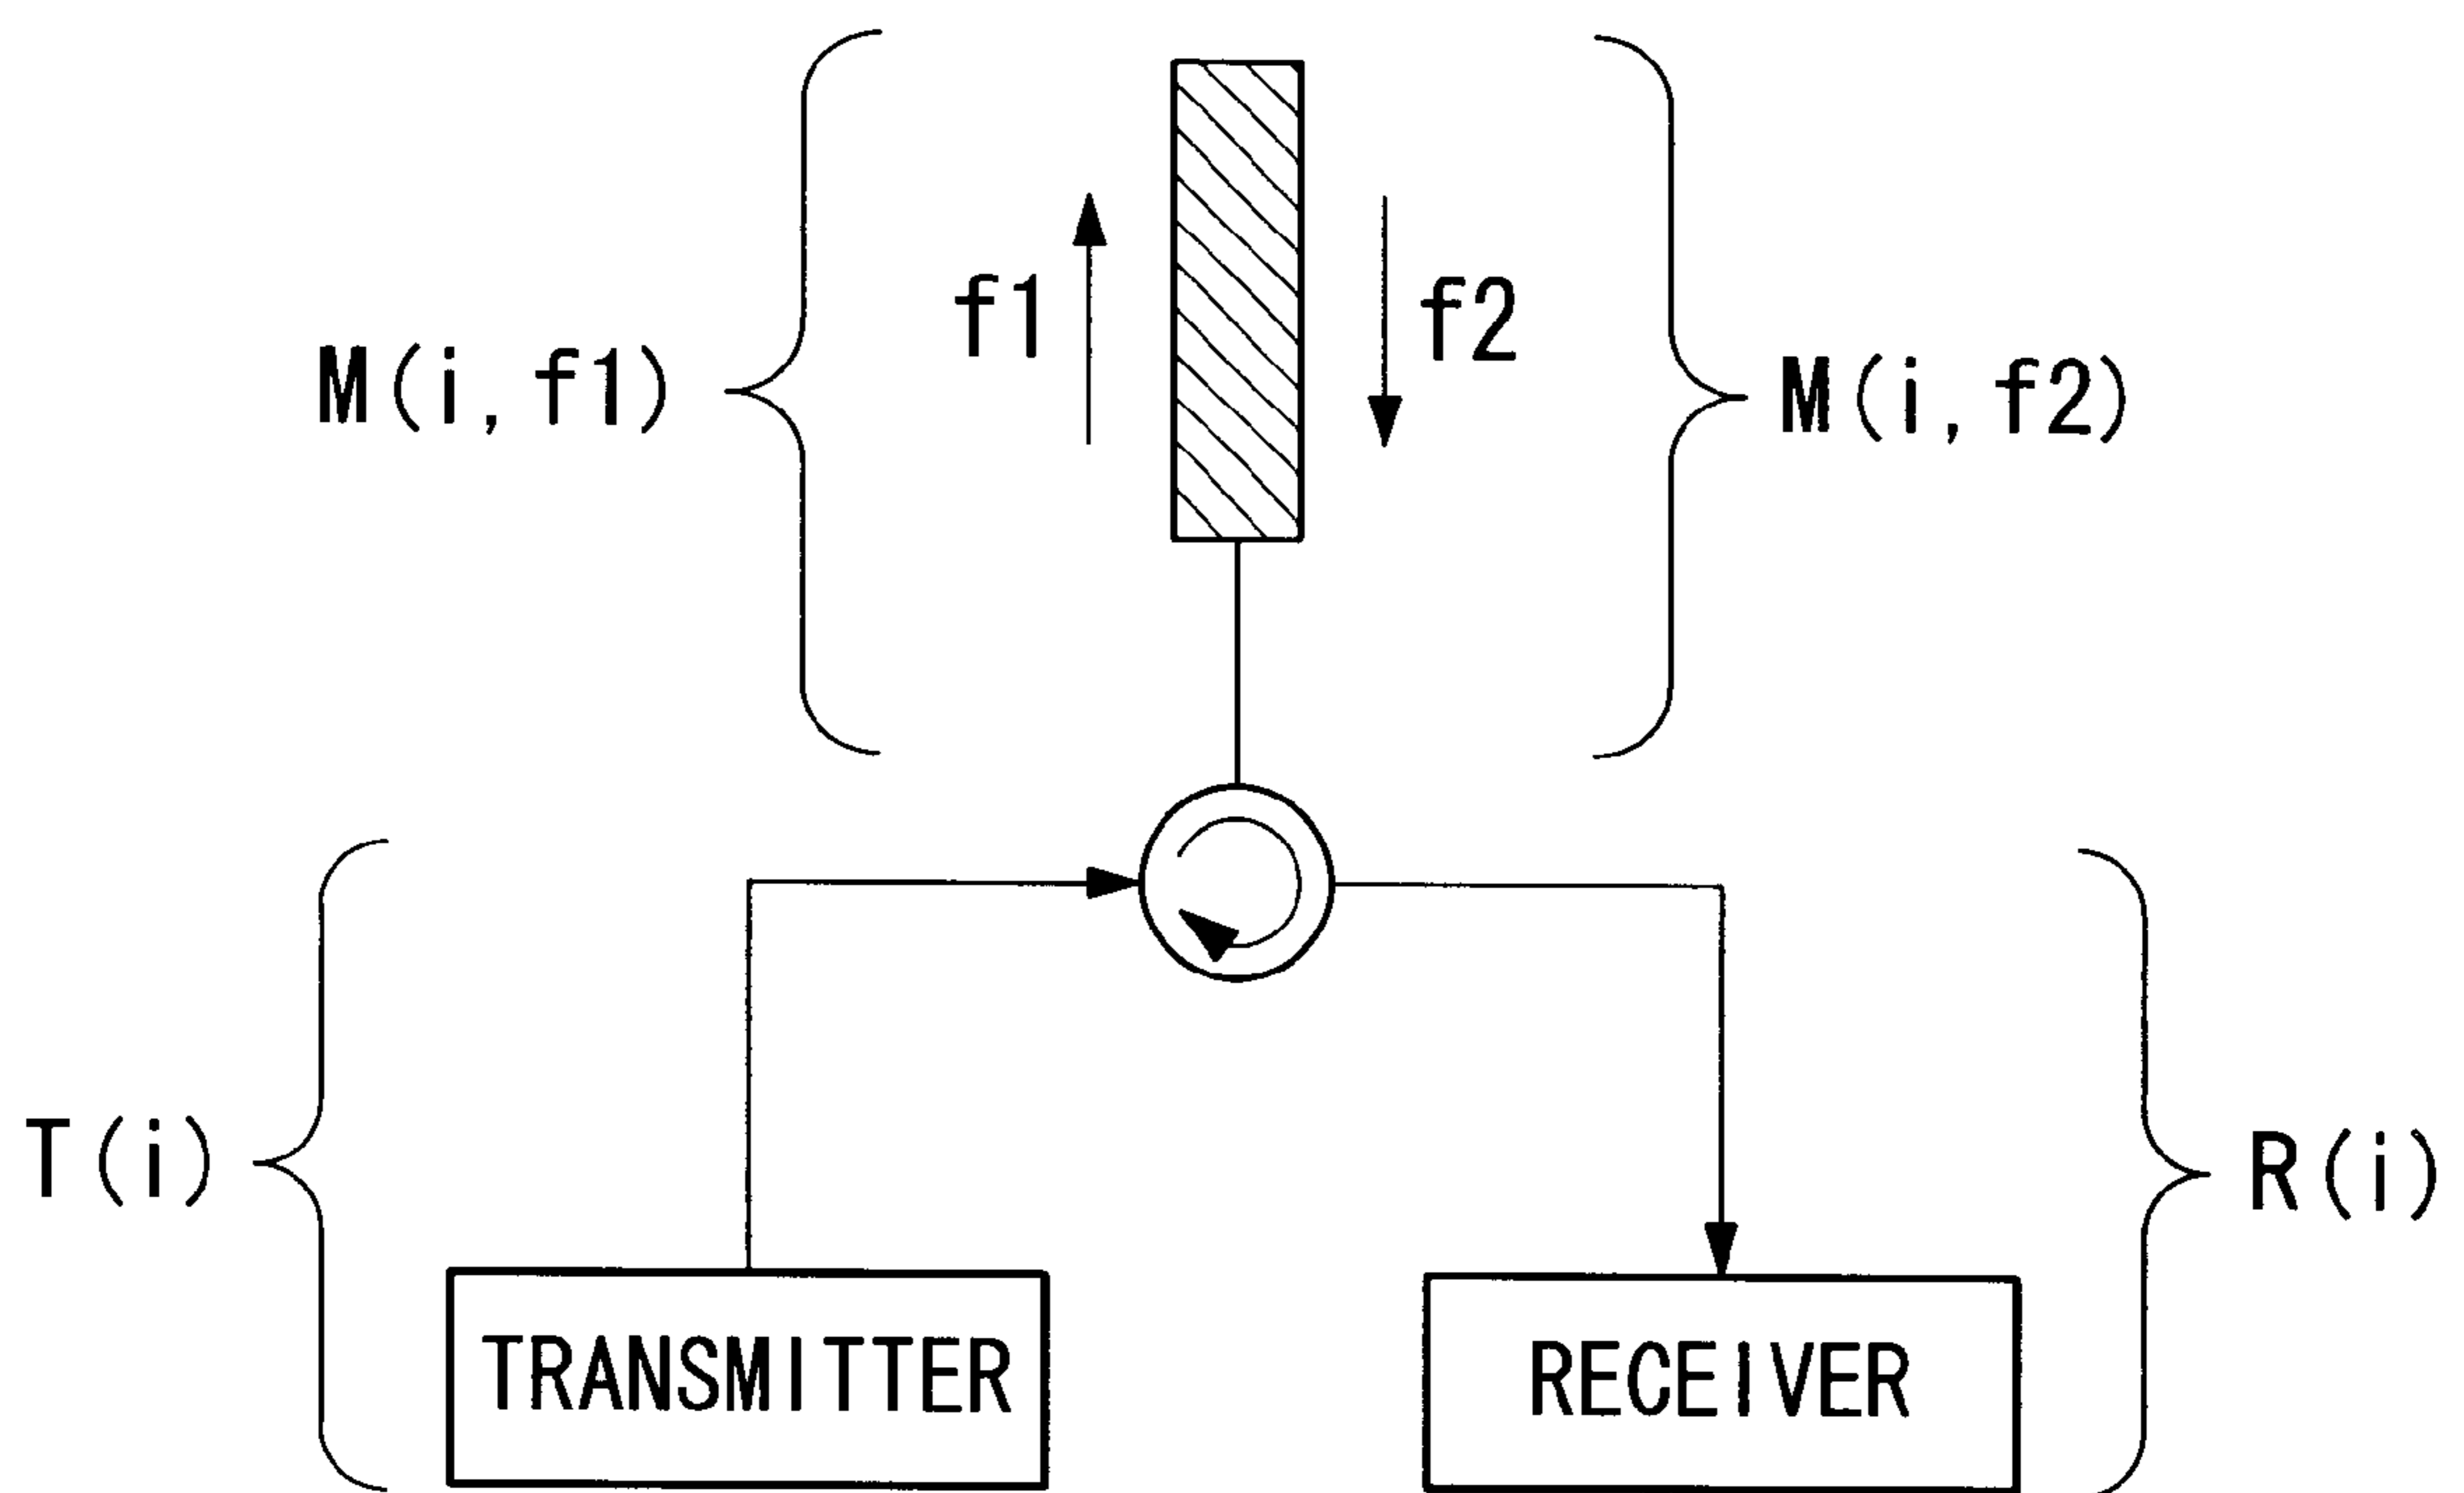 f1
f2
M(i, f1)
M(i, f2)
T(i)
R(i)
TRANSMITTER
RECEIVER